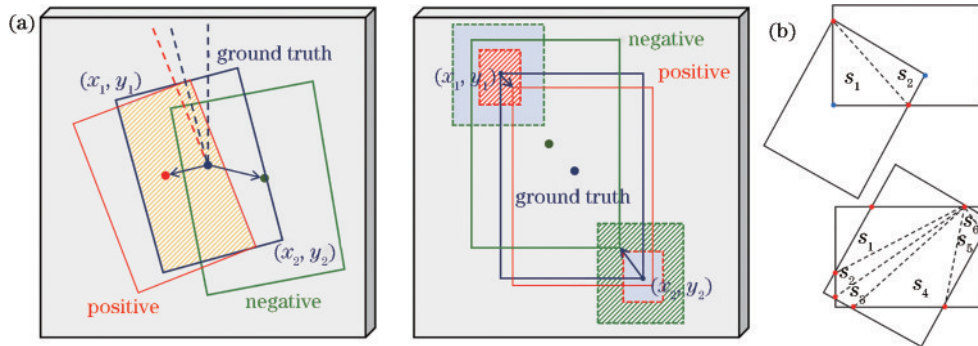 (a)
ground truth
(x₁, y₁)
(x₂, y₂)
positive
negative
negative
positive
(x₁, y₁)
ground truth
(x₂, y₂)
(b)
S₁
S₂
S₁
S₂
S₃
S₄
S₅
S₆